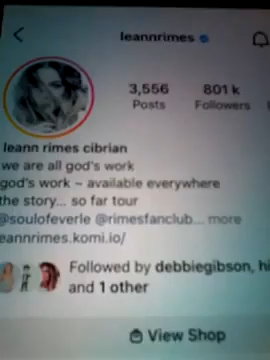 leannrimes
3,556 801 k
Posts Followers
leann rimes cibrian
we are all god's work
god's work ~ available everywhere
the story... so far tour
@soulofeverle @rimesfanclub... more
eannrimes.komi.io/
Followed by debbiegibson, hi
and 1 other
View Shop